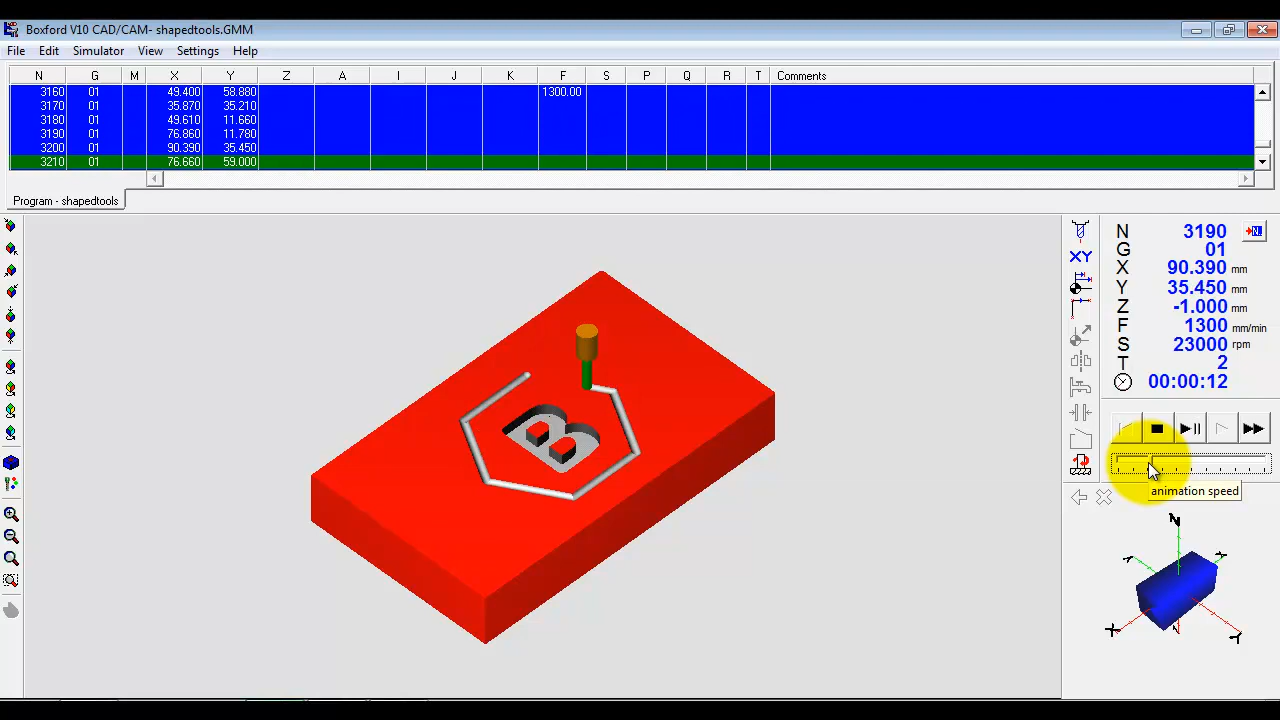 Boxford V10 CAD/CAM- shapedtools.GMM
File Edit Simulator View Settings Help
N G M X Y Z A I J K F S P Q R T Comments
3160 01 49.400 58.880 1300.00
3170 01 35.870 35.210
3180 01 49.610 11.660
3190 01 76.860 11.780
3200 01 90.390 35.450
3210 01 76.660 59.000
Program - shapedtools
XY
N 3190 N
G 01
X 90.390 mm
Y 35.450 mm
Z -1.000 mm
F 1300 mm/min
S 23000 rpm
T 2
00:00:12
animation speed
B